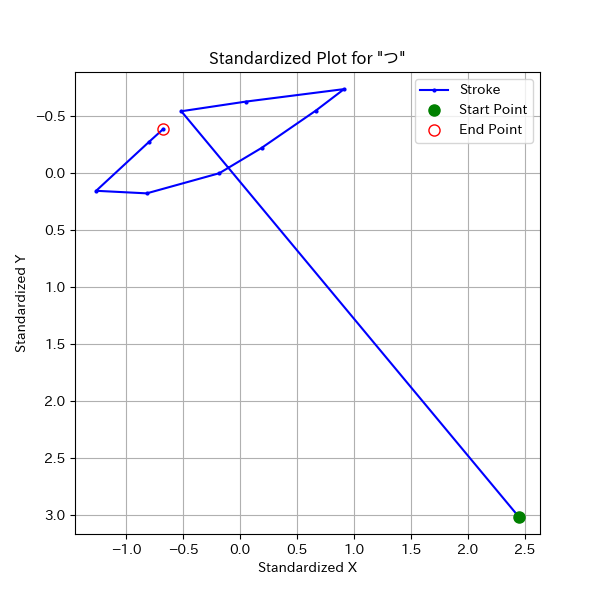 Standardized Plot for "つ"
Stroke
Start Point
End Point
−0.5
0.0
0.5
1.0
1.5
2.0
2.5
3.0
Standardized Y
−1.0 −0.5 0.0 0.5 1.0 1.5 2.0 2.5
Standardized X